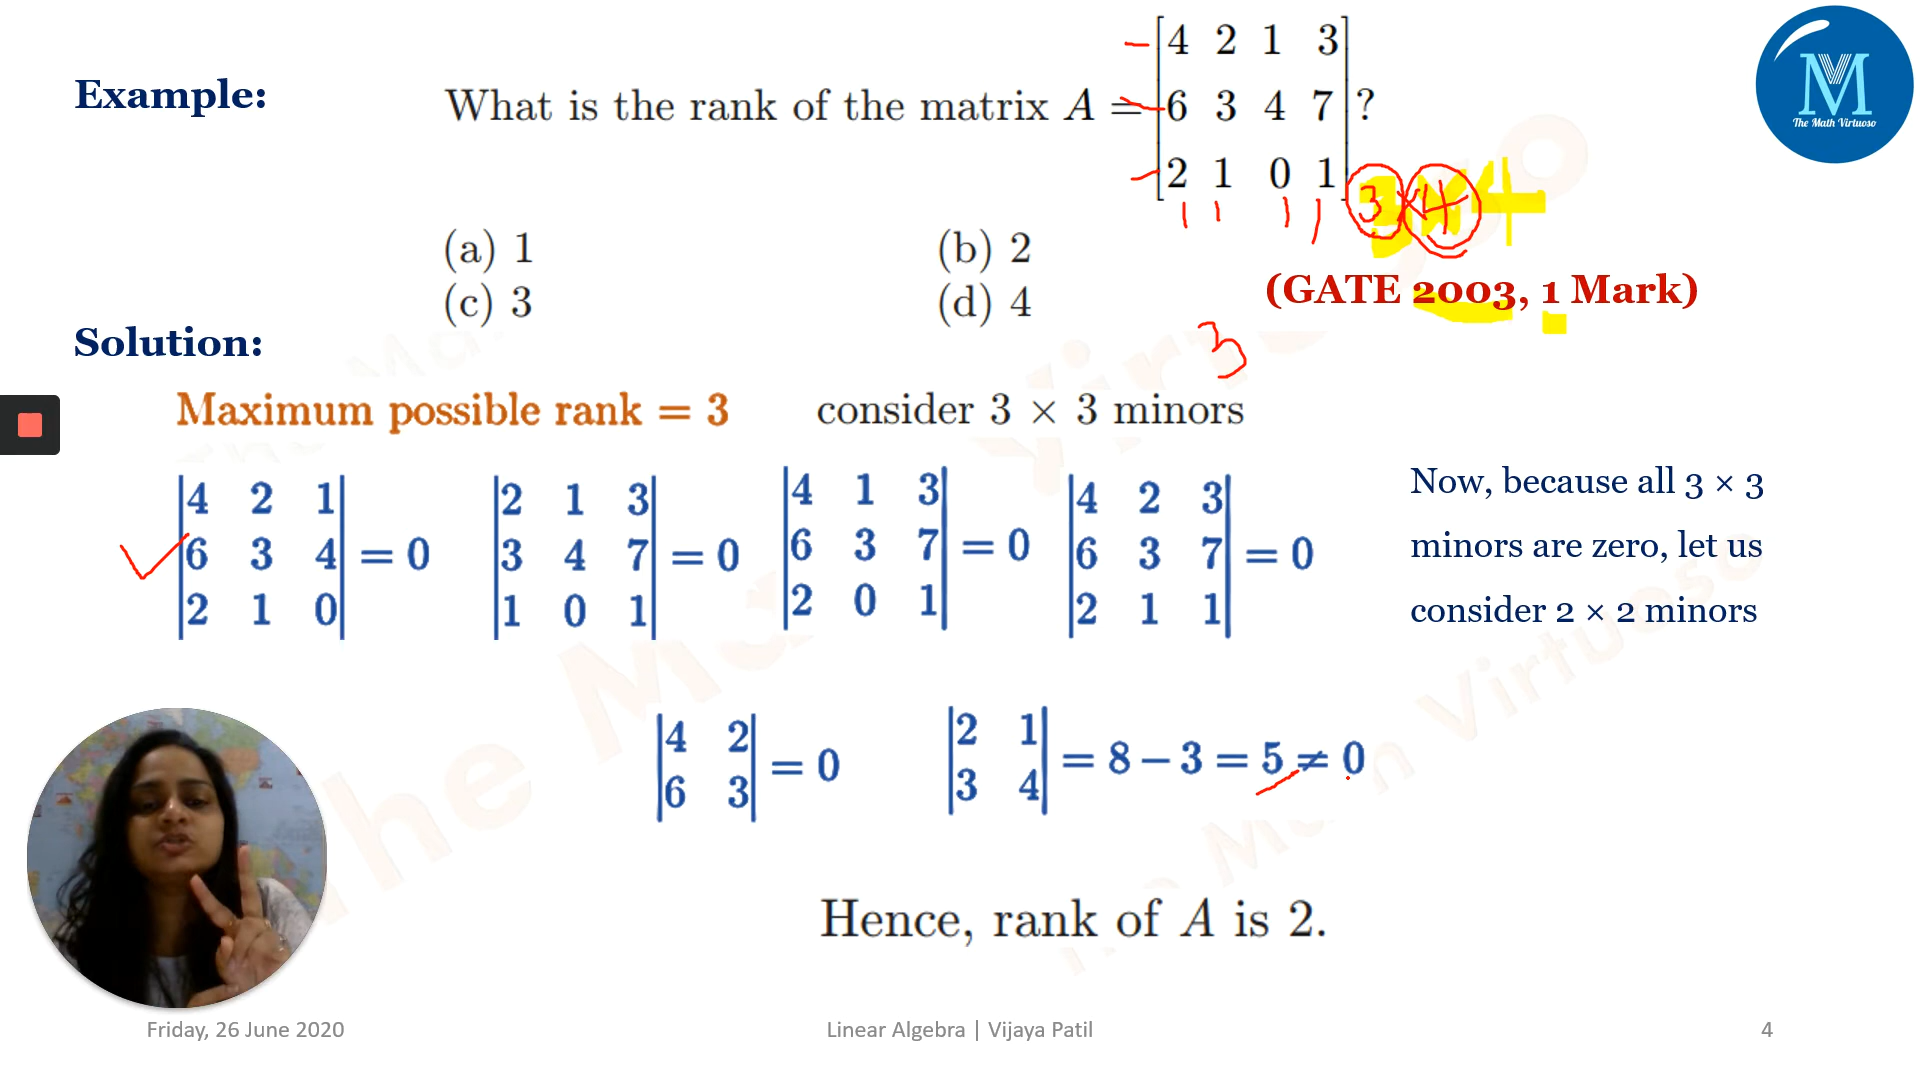 Example:
What is the rank of the matrix A =
4 2 1 3
6 3 4 7
2 1 0 1
?
3×4
(a) 1 (b) 2
(c) 3 (d) 4
(GATE 2003, 1 Mark)
3
Solution:
Maximum possible rank = 3 consider 3 × 3 minors
|4 2 1| |2 1 3| |4 1 3| |4 2 3|
|6 3 4| = 0 |3 4 7| = 0 |6 3 7| = 0 |6 3 7| = 0
|2 1 0| |1 0 1| |2 0 1| |2 1 1|
Now, because all 3 × 3
minors are zero, let us
consider 2 × 2 minors
|4 2| |2 1|
|6 3| = 0 |3 4| = 8 − 3 = 5 ≠ 0
Hence, rank of A is 2.
M
The Math Virtuoso
The Math Virtuoso
Friday, 26 June 2020
Linear Algebra | Vijaya Patil
4